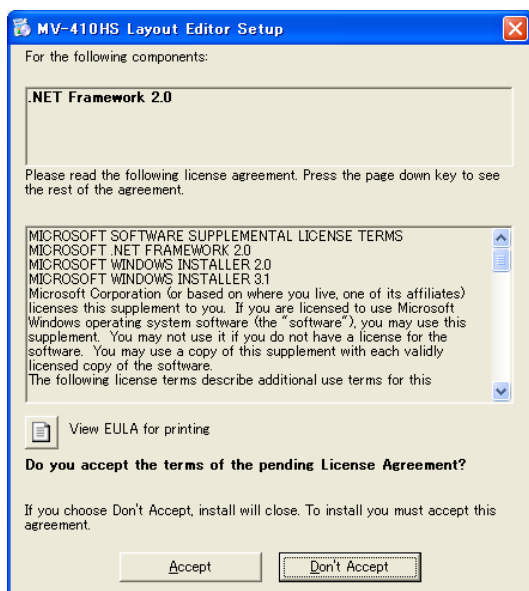 MV-410HS Layout Editor Setup
For the following components:
.NET Framework 2.0
Please read the following license agreement. Press the page down key to see
the rest of the agreement.
MICROSOFT SOFTWARE SUPPLEMENTAL LICENSE TERMS
MICROSOFT .NET FRAMEWORK 2.0
MICROSOFT WINDOWS INSTALLER 2.0
MICROSOFT WINDOWS INSTALLER 3.1
Microsoft Corporation (or based on where you live, one of its affiliates)
licenses this supplement to you.  If you are licensed to use Microsoft
Windows operating system software (the "software"), you may use this
supplement.  You may not use it if you do not have a license for the
software.  You may use a copy of this supplement with each validly
licensed copy of the software.
The following license terms describe additional use terms for this
View EULA for printing
Do you accept the terms of the pending License Agreement?
If you choose Don't Accept, install will close. To install you must accept this
agreement.
Accept
Don't Accept